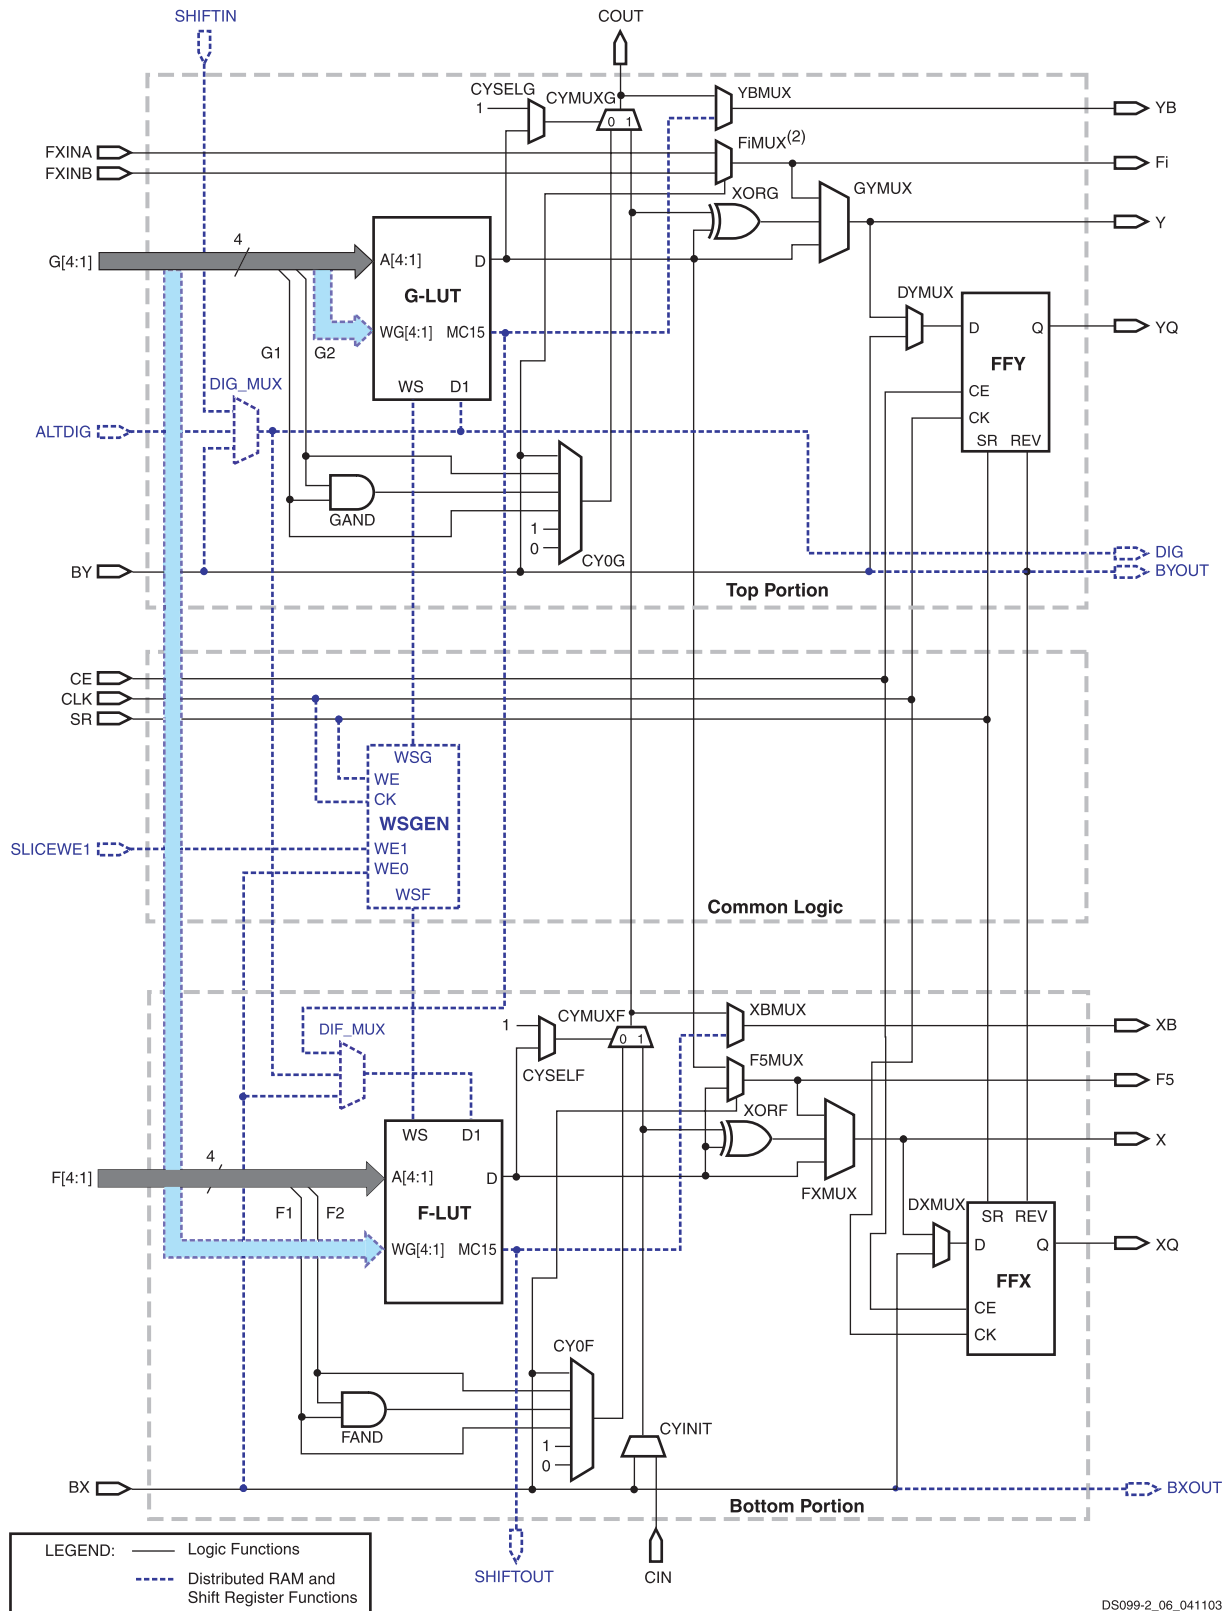 SHIFTIN
COUT
CYSELG
1
CYMUXG
0 1
YBMUX
YB
FiMUX(2)
FXINA
FXINB
Fi
XORG
GYMUX
Y
4
G[4:1]
A[4:1]
D
G-LUT
WG[4:1]
MC15
WS
D1
G1
G2
DYMUX
D
Q
YQ
FFY
CE
CK
SR
REV
DIG_MUX
ALTDIG
GAND
1
0
CY0G
DIG
BY
BYOUT
Top Portion
CE
CLK
SR
WSG
WE
CK
WSGEN
SLICEWE1
WE1
WE0
WSF
Common Logic
1
CYMUXF
0 1
XBMUX
XB
DIF_MUX
CYSELF
F5MUX
F5
XORF
WS
D1
X
4
F[4:1]
A[4:1]
D
FXMUX
F1
F2
F-LUT
DXMUX
SR
REV
WG[4:1]
MC15
D
Q
XQ
FFX
CE
CK
CY0F
FAND
1
0
CYINIT
BX
BXOUT
Bottom Portion
LEGEND:
Logic Functions
Distributed RAM and
Shift Register Functions
SHIFTOUT
CIN
DS099-2_06_041103